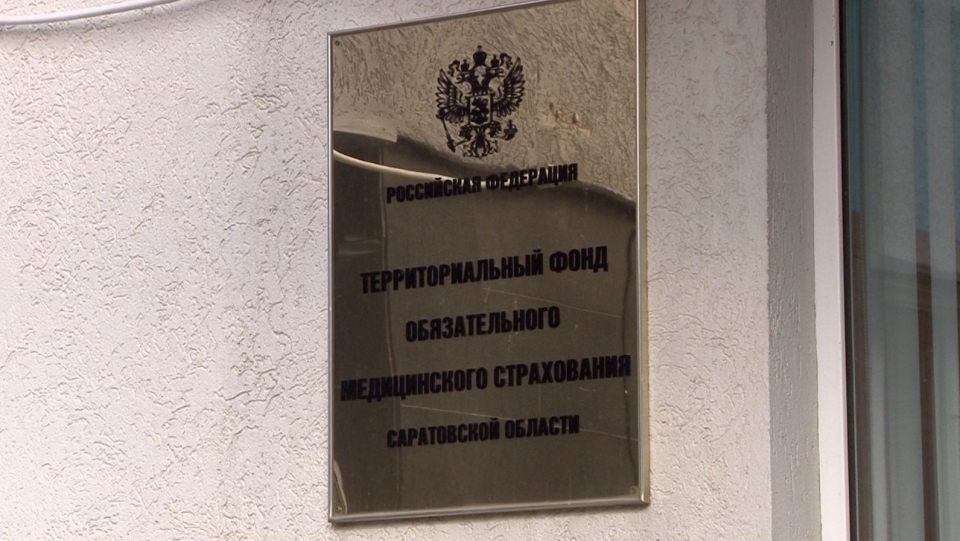 РОССИЙСКАЯ ФЕДЕРАЦИЯ
ТЕРРИТОРИАЛЬНЫЙ ФОНД
ОБЯЗАТЕЛЬНОГО
МЕДИЦИНСКОГО СТРАХОВАНИЯ
САРАТОВСКОЙ ОБЛАСТИ